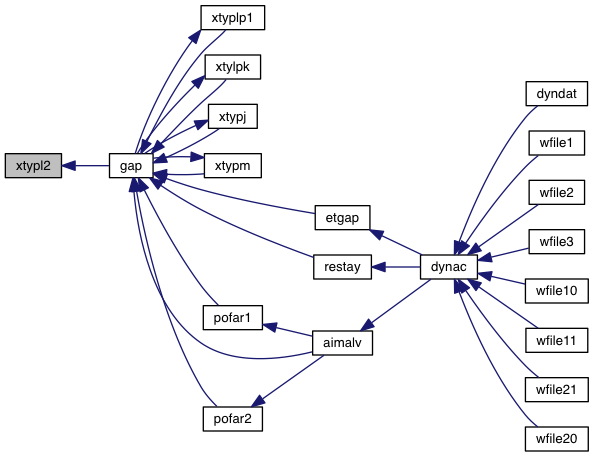 xtyplp1
xtylpk
dyndat
xtypj
wfile1
xtypl2
gap
xtypm
wfile2
etgap
wfile3
restay
dynac
wfile10
pofar1
aimalv
wfile11
wfile21
pofar2
wfile20